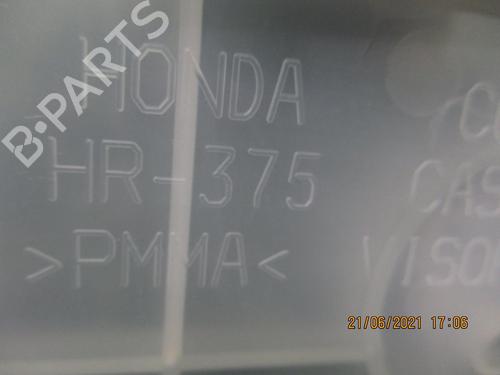 B-PARTS
HONDA
HR-375
>PMMA<
21/06/2021 17:06